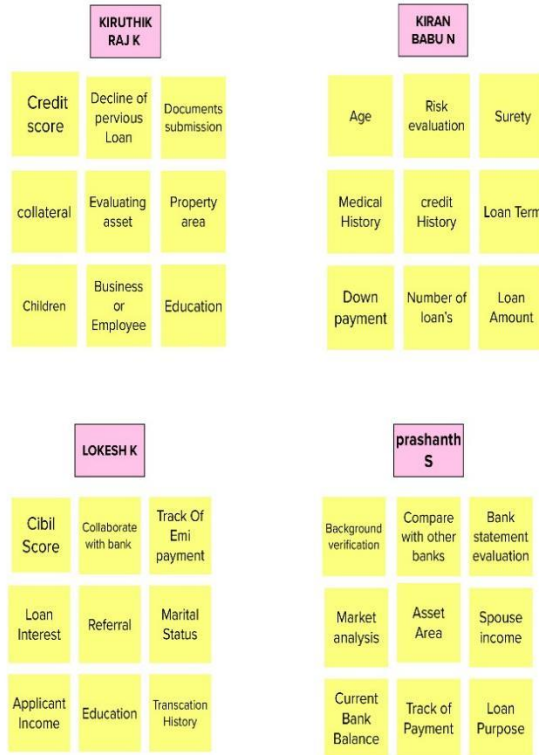 KIRUTHIK
RAJ K
Credit
score
Decline of
pervious
Loan
Documents
submission
collateral
Evaluating
asset
Property
area
Children
Business
or
Employee
Education
KIRAN
BABU N
Age
Risk
evaluation
Surety
Medical
History
credit
History
Loan Term
Down
payment
Number of
loan's
Loan
Amount
LOKESH K
Cibil
Score
Collaborate
with bank
Track Of
Emi
payment
Loan
Interest
Referral
Marital
Status
Applicant
Income
Education
Transcation
History
prashanth
S
Background
verification
Compare
with other
banks
Bank
statement
evaluation
Market
analysis
Asset
Area
Spouse
income
Current
Bank
Balance
Track of
Payment
Loan
Purpose